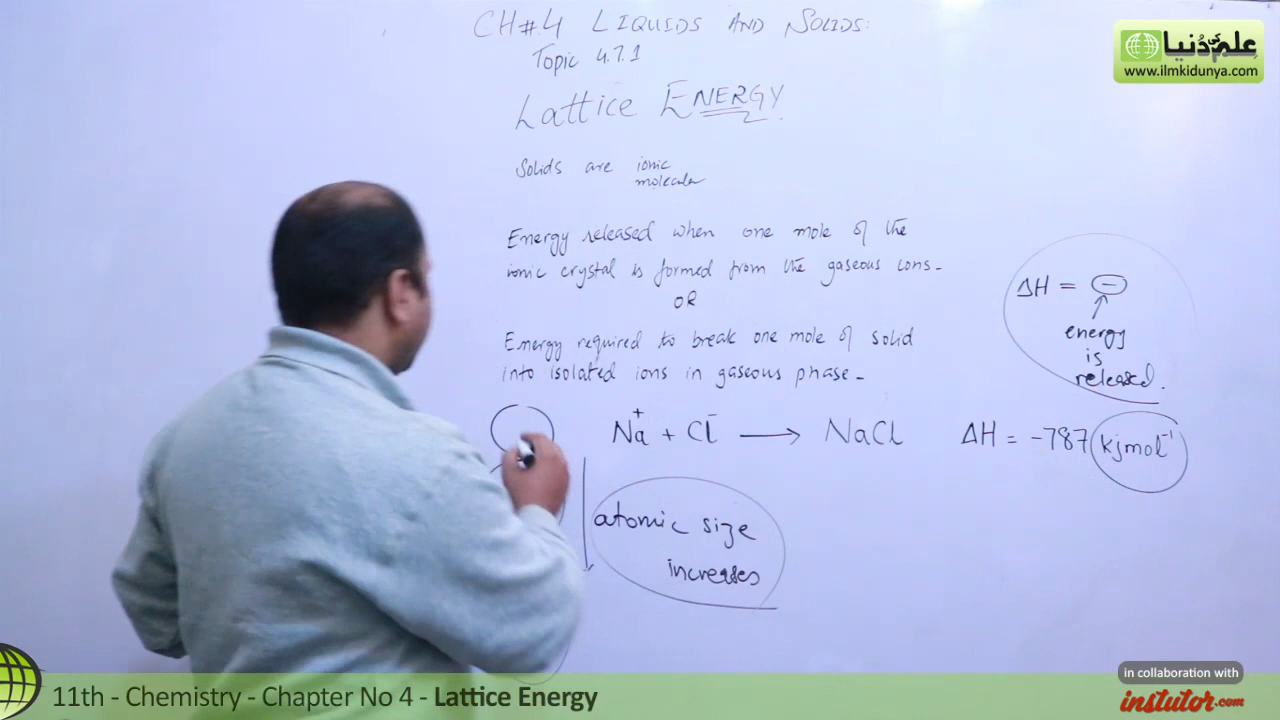 CH#4 LIQUIDS AND SOLIDS:
Topic 4.7.1
Lattice ENERGY
Solids are ionic
molecular
Energy released when one mole of the
ionic crystal is formed from the gaseous ions-
OR
Energy required to break one mole of solid
into isolated ions in gaseous phase-
Na⁺ + Cl⁻ → NaCl ΔH = -787 kjmol⁻¹
atomic size
increases
ΔH = -
energy
is
released.
علم کی دُنیا
www.ilmkidunya.com
11th - Chemistry - Chapter No 4 - Lattice Energy
in collaboration with
instutor.com